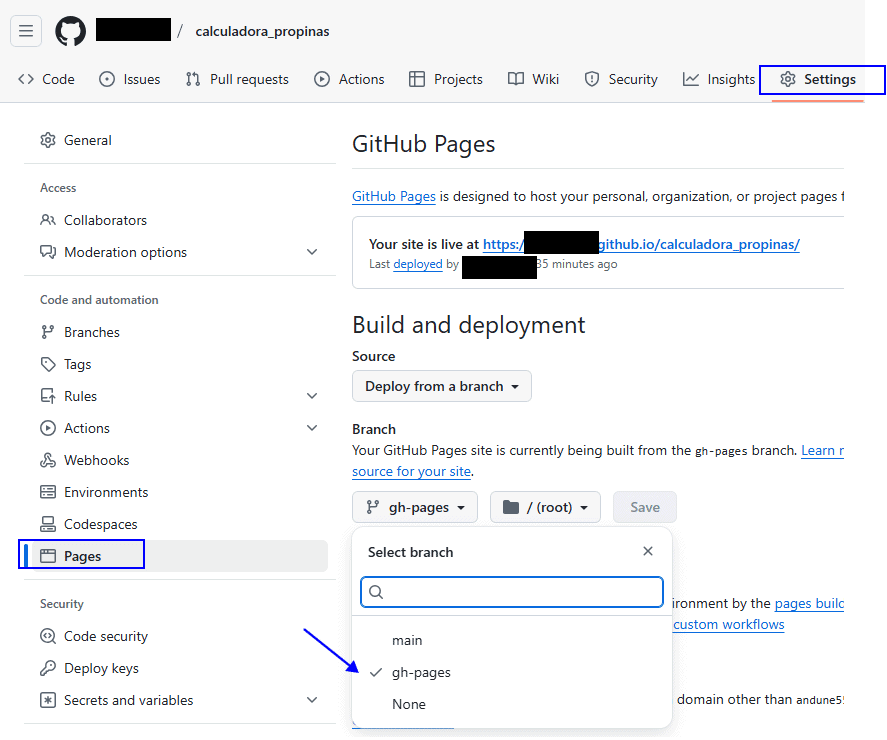 / calculadora_propinas
Code Issues Pull requests Actions Projects Wiki Security Insights Settings
General
Access
Collaborators
Moderation options
Code and automation
Branches
Tags
Rules
Actions
Webhooks
Environments
Codespaces
Pages
Security
Code security
Deploy keys
Secrets and variables
GitHub Pages
GitHub Pages is designed to host your personal, organization, or project pages f
Your site is live at https:/ github.io/calculadora_propinas/
Last deployed by 35 minutes ago
Build and deployment
Source
Deploy from a branch
Branch
Your GitHub Pages site is currently being built from the gh-pages branch. Learn
source for your site.
gh-pages / (root) Save
Select branch
main
gh-pages
None
ironment by the pages build
custom workflows
domain other than andune5